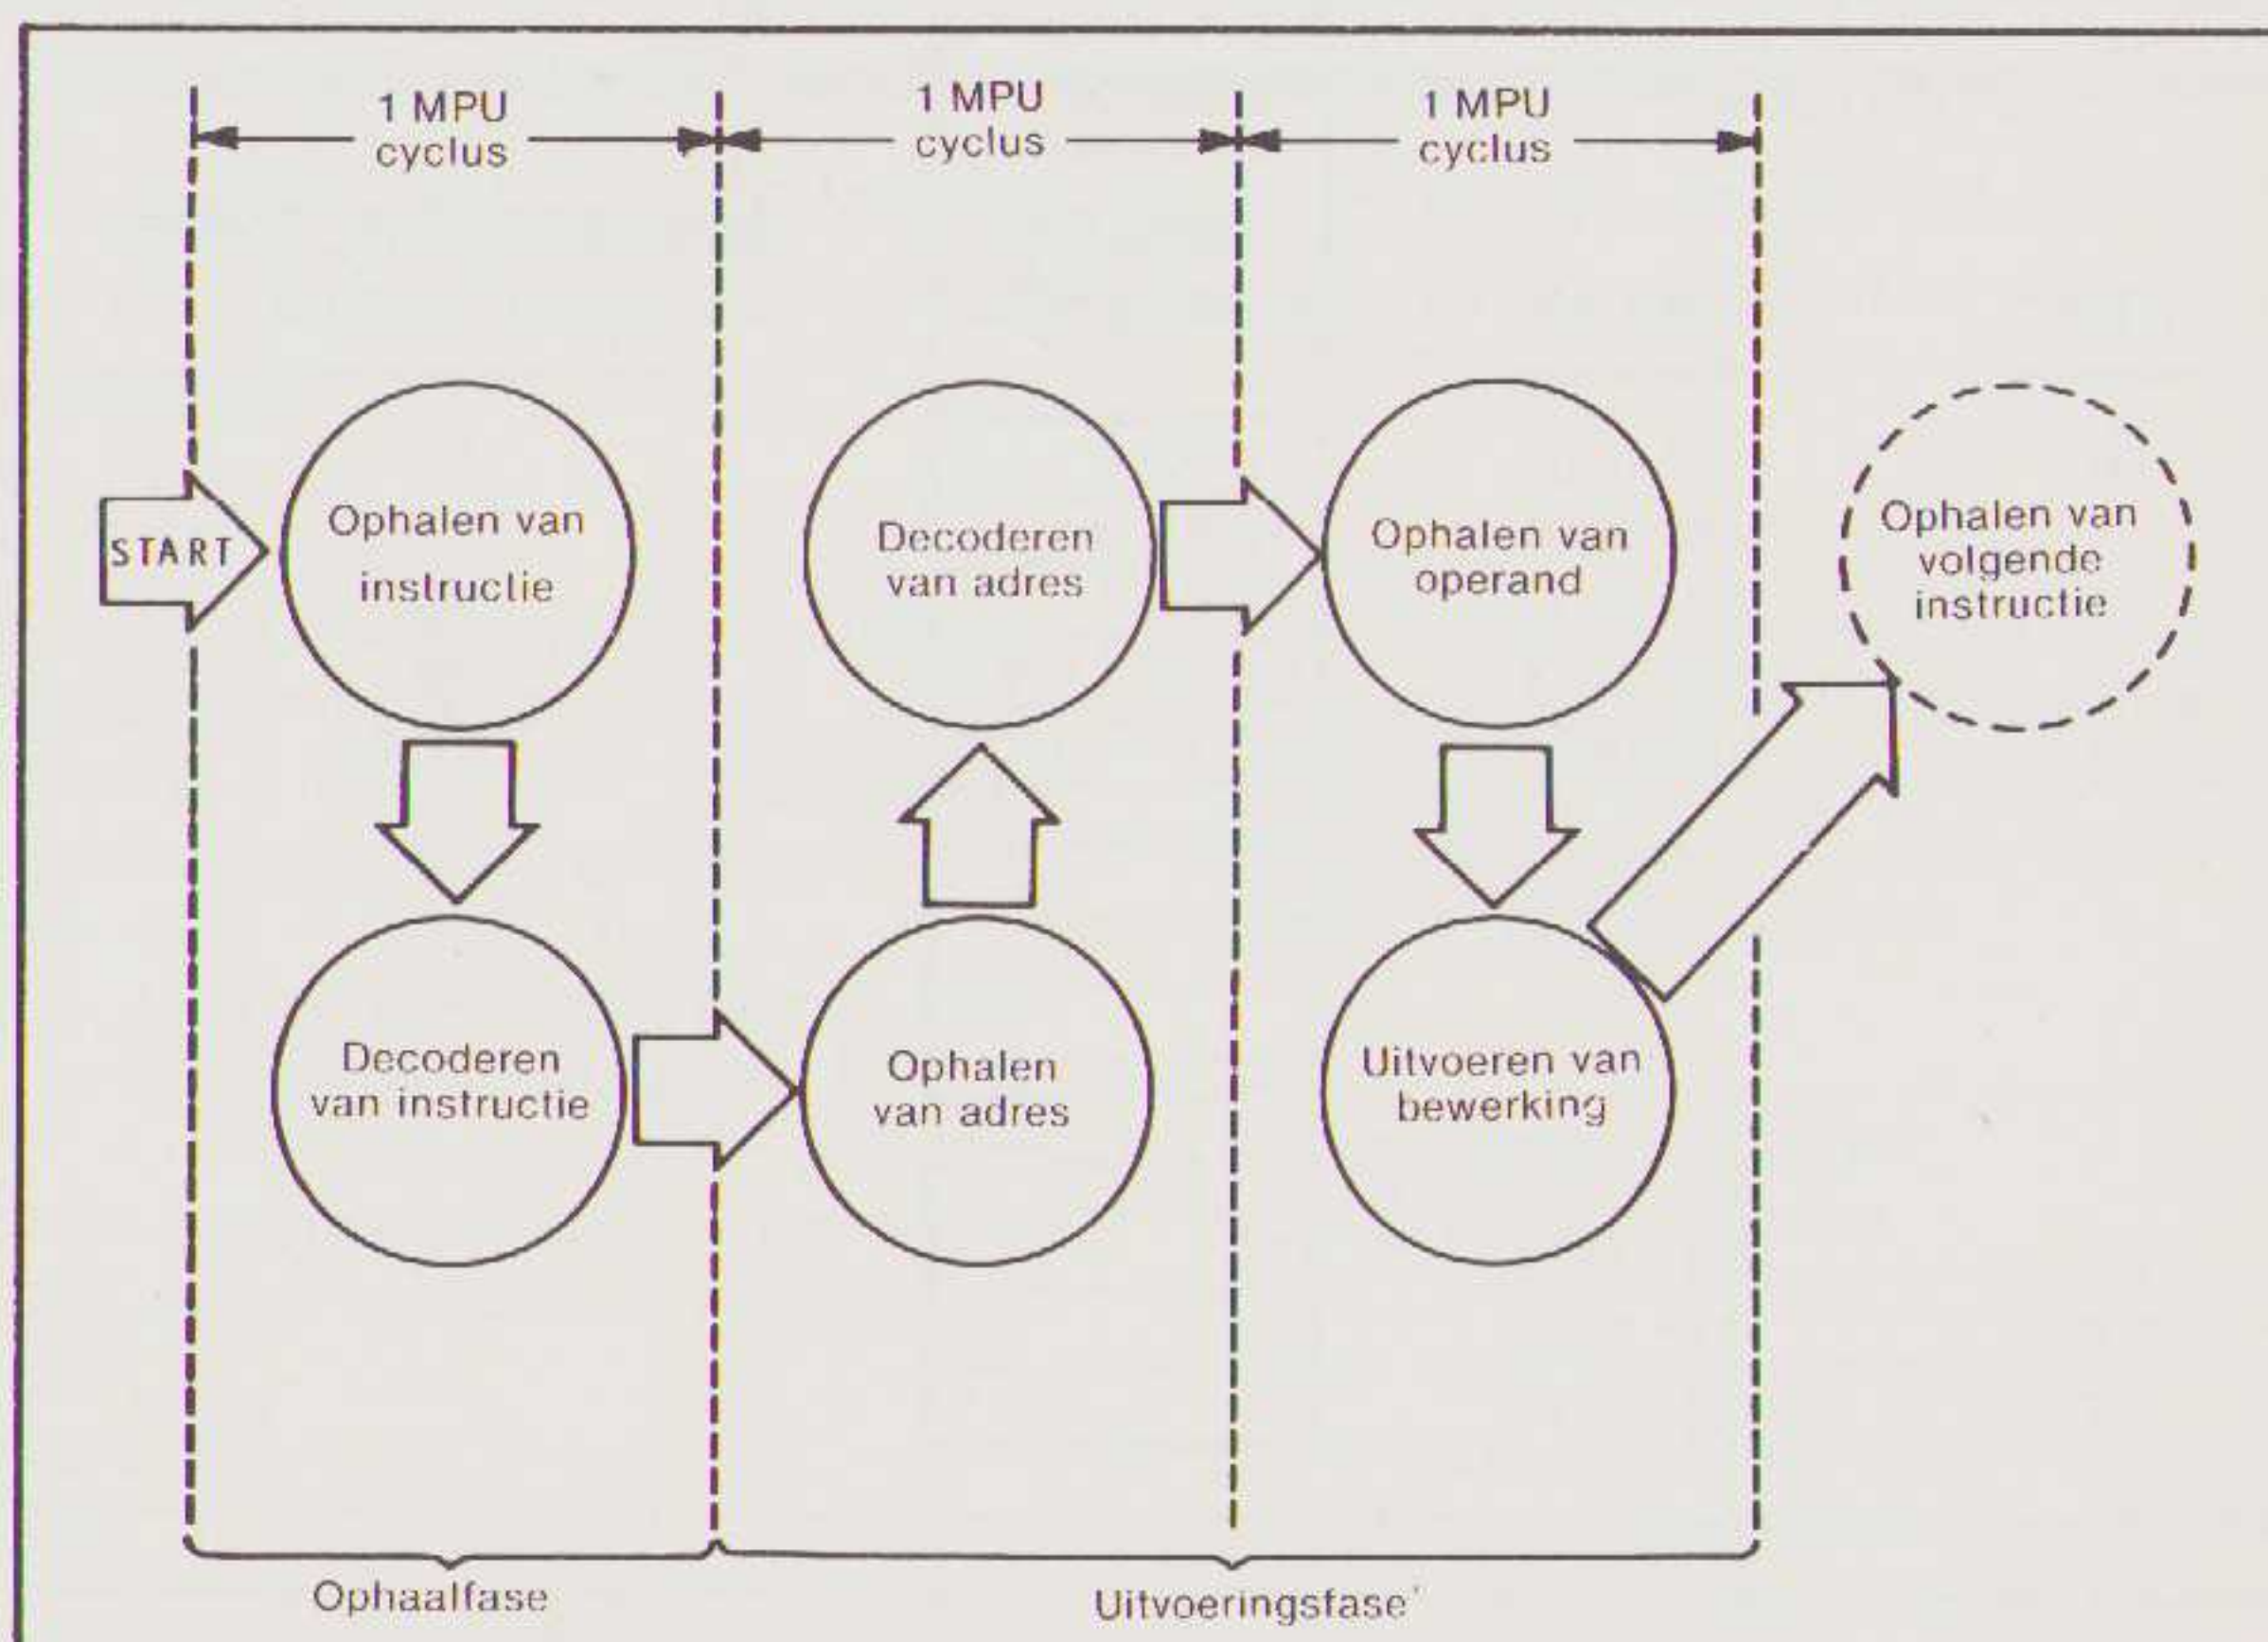 1 MPU
cyclus
1 MPU
cyclus
1 MPU
cyclus
START
Ophalen van
instructie
Decoderen
van adres
Ophalen van
operand
Ophalen van
volgende
instructie
Decoderen
van instructie
Ophalen
van adres
Uitvoeren van
bewerking
Ophaalfase
Uitvoeringsfase